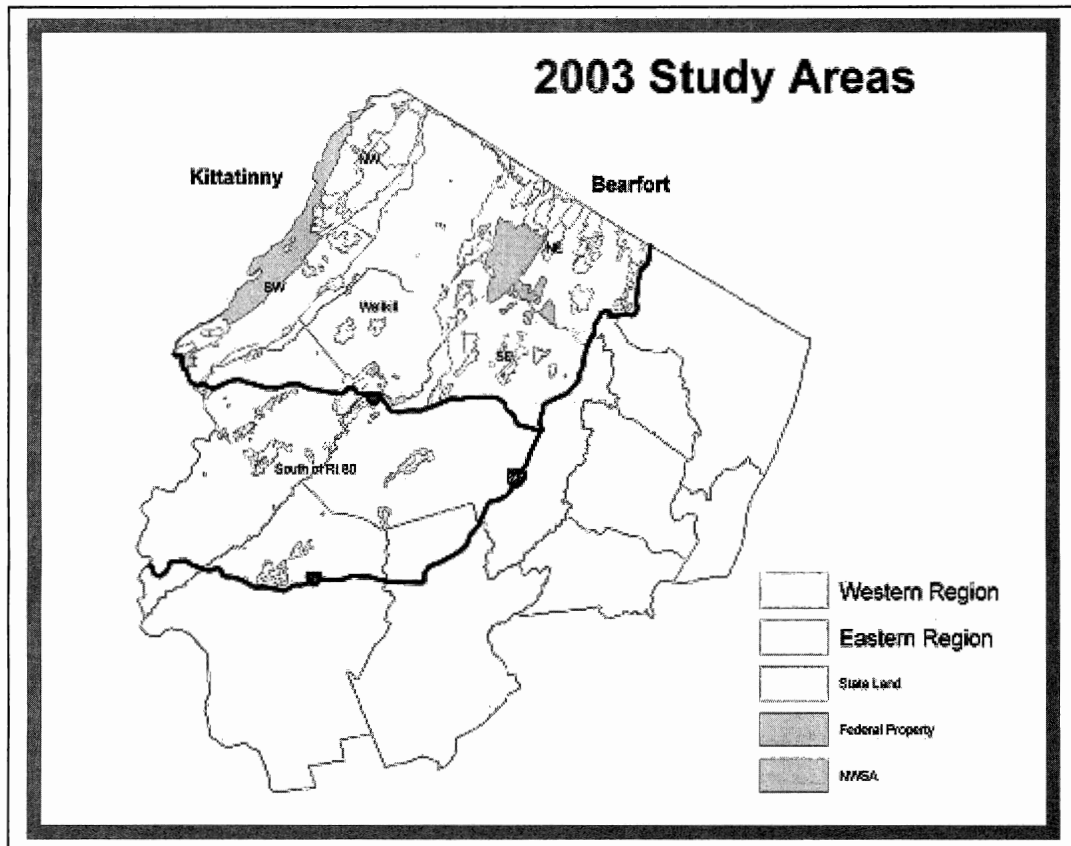 2003 Study Areas
Kittatinny
NW
Bearfort
NE
SW
Wallkill
SE
South of Rt 80
Western Region
Eastern Region
State Land
Federal Property
NWSA